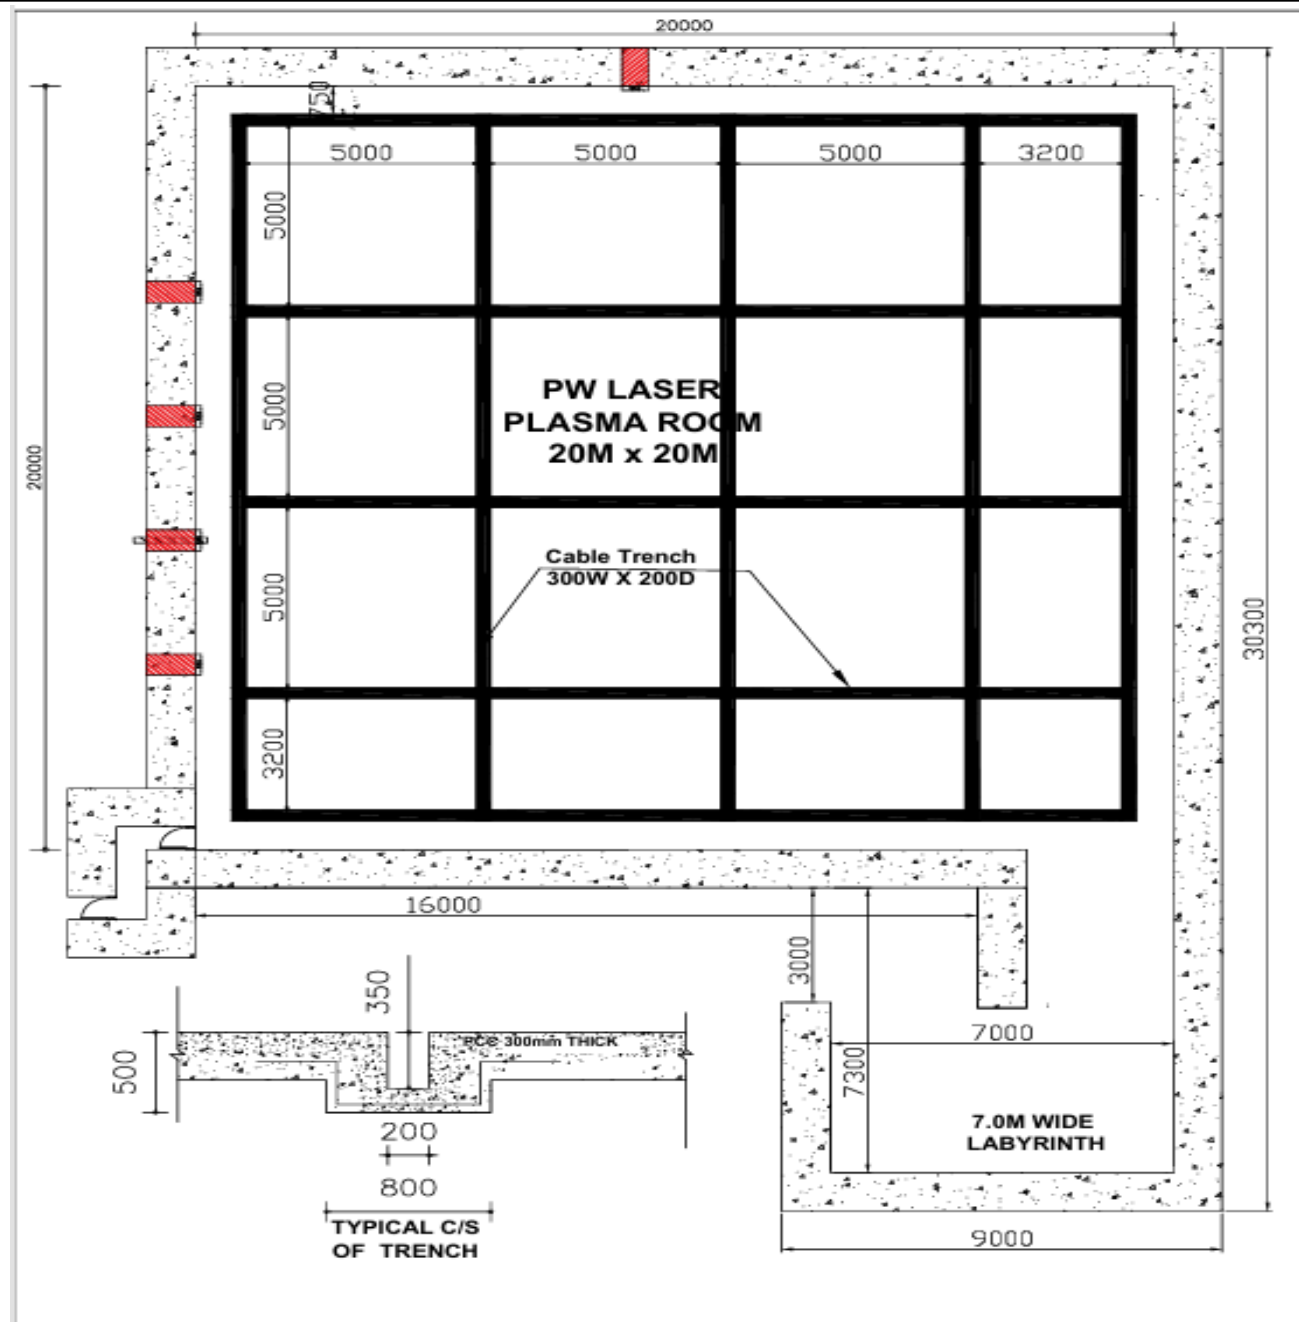 20000
750
5000 5000 5000 3200
5000
5000
PW LASER
PLASMA ROOM
20M x 20M
20000
Cable Trench
300W X 200D
5000
30300
3200
16000
3000
350
7000
PCC 300mm THICK
500
7300
7.0M WIDE
LABYRINTH
200
800
TYPICAL C/S
OF TRENCH
9000